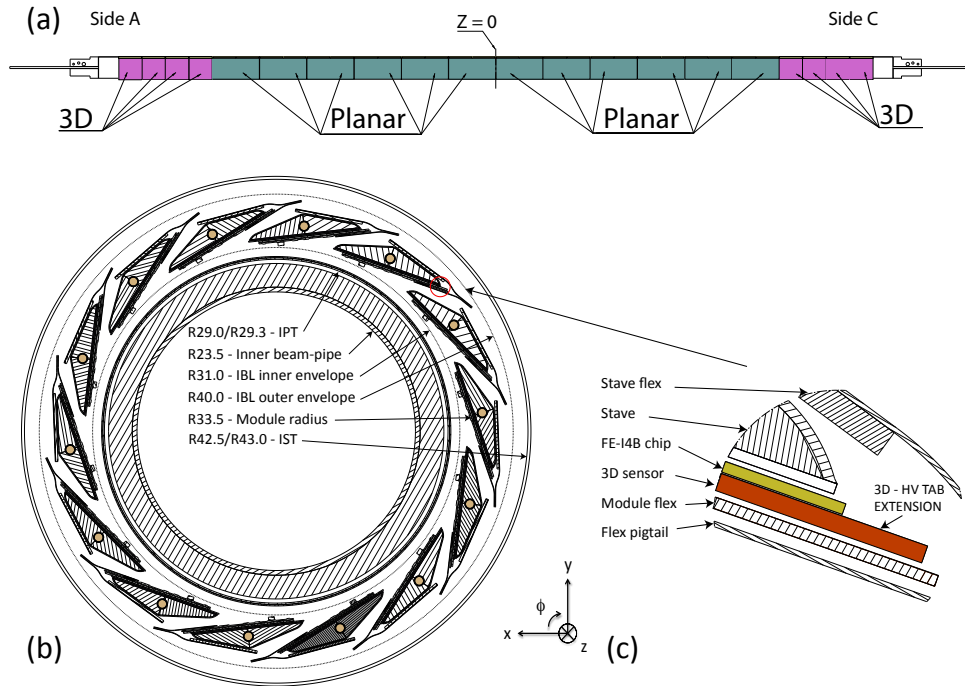 (a)
Side A
Z = 0
Side C
3D
Planar
Planar
3D
R29.0/R29.3 - IPT
R23.5 - Inner beam-pipe
R31.0 - IBL inner envelope
R40.0 - IBL outer envelope
R33.5 - Module radius
R42.5/R43.0 - IST
(b)
y
ϕ
x
z
Stave flex
Stave
FE-I4B chip
3D sensor
Module flex
Flex pigtail
3D - HV TAB
EXTENSION
(c)